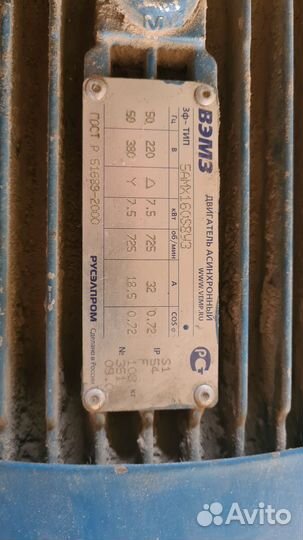 М
ВЭМЗ
ДВИГАТЕЛЬ АСИНХРОННЫЙ
WWW.VEMP.RU
3ф- ТИП 5АМХ160S8У3
Гц В кВт об/мин А COS φ
50 220 △ 7.5 725 32 0.72
50 380 Y 7.5 725 18.5 0.72
ГОСТ Р 51689-2000
РУСЭЛПРОМ
Сделано в России
S1
IP 54
F
кг
№
РСТ
Avito